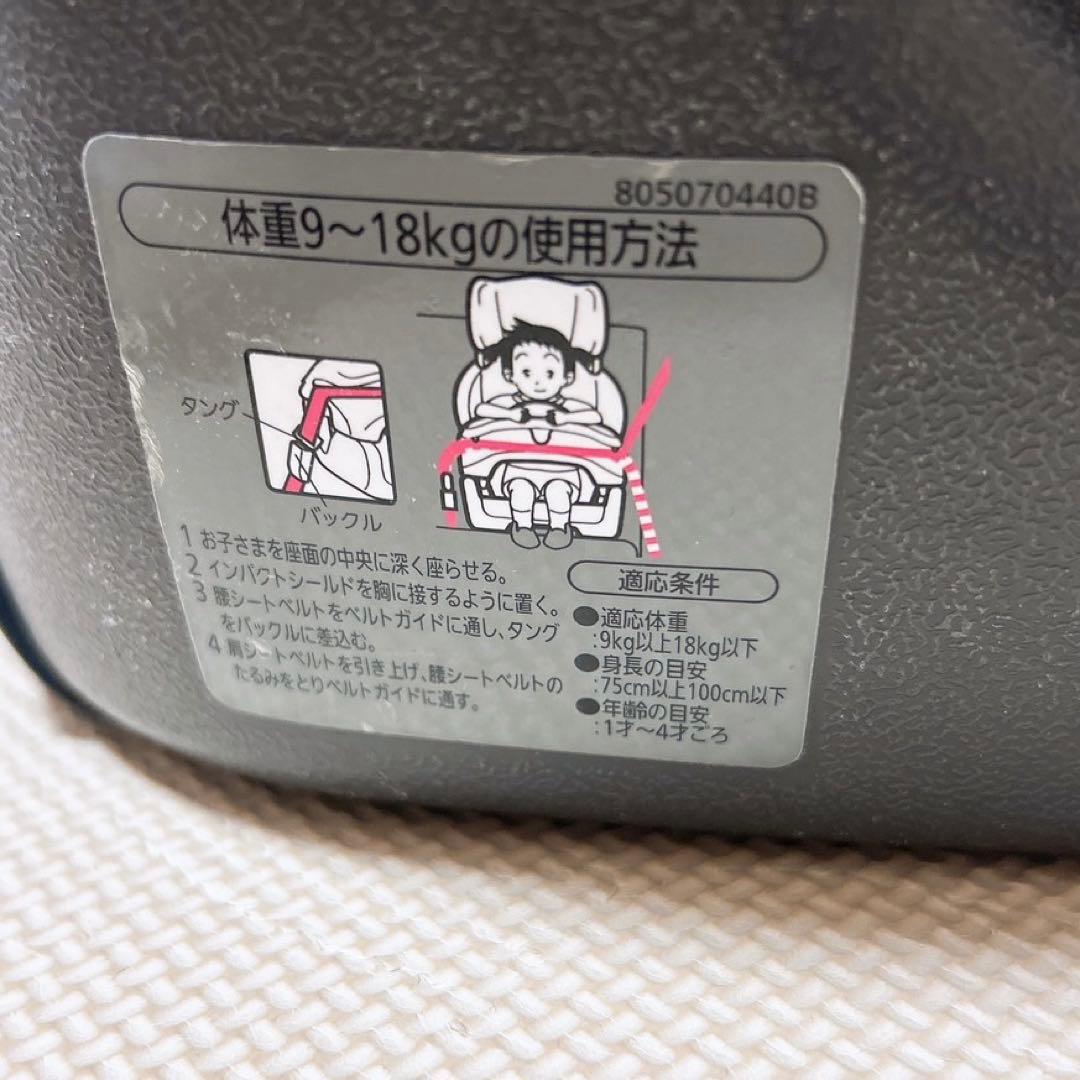 805070440B
体重9～18kgの使用方法
タング
バックル
1 お子さまを座面の中央に深く座らせる。
2 インパクトシールドを胸に接するように置く。
3 腰シートベルトをベルトガイドに通し、タング
をバックルに差込む。
4 肩シートベルトを引き上げ、腰シートベルトの
たるみをとりベルトガイドに通す。
適応条件
●適応体重
:9kg以上18kg以下
●身長の目安
:75cm以上100cm以下
●年齢の目安
:1才～4才ごろ